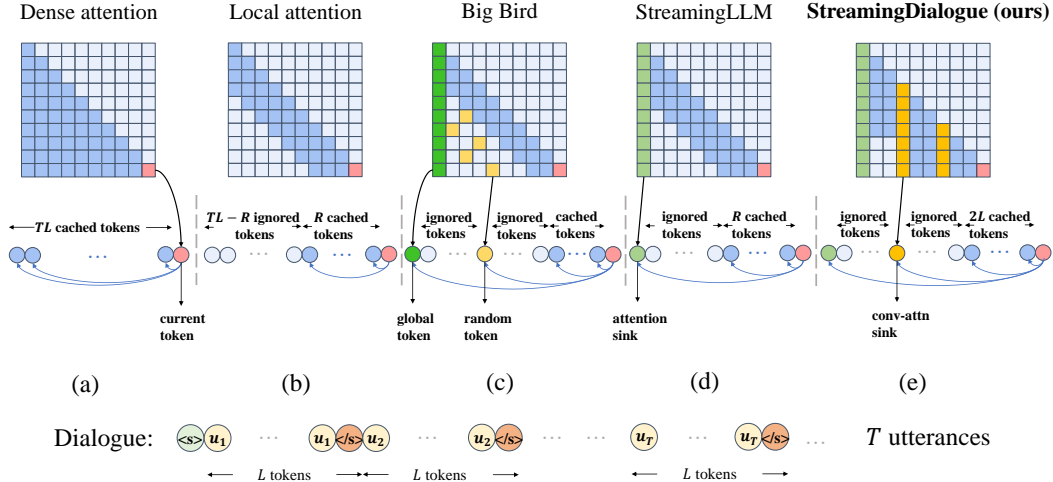 Dense attention
Local attention
Big Bird
StreamingLLM
StreamingDialogue (ours)
TL cached tokens
TL − R ignored tokens
R cached tokens
ignored tokens
ignored tokens
cached tokens
ignored tokens
R cached tokens
ignored tokens
ignored tokens
2L cached tokens
...
current token
global token
random token
attention sink
conv-attn sink
(a)
(b)
(c)
(d)
(e)
Dialogue: <s> u1 ... u1 </s> u2 ... u2 </s> ... ... uT ... uT </s> ... T utterances
L tokens
L tokens
L tokens